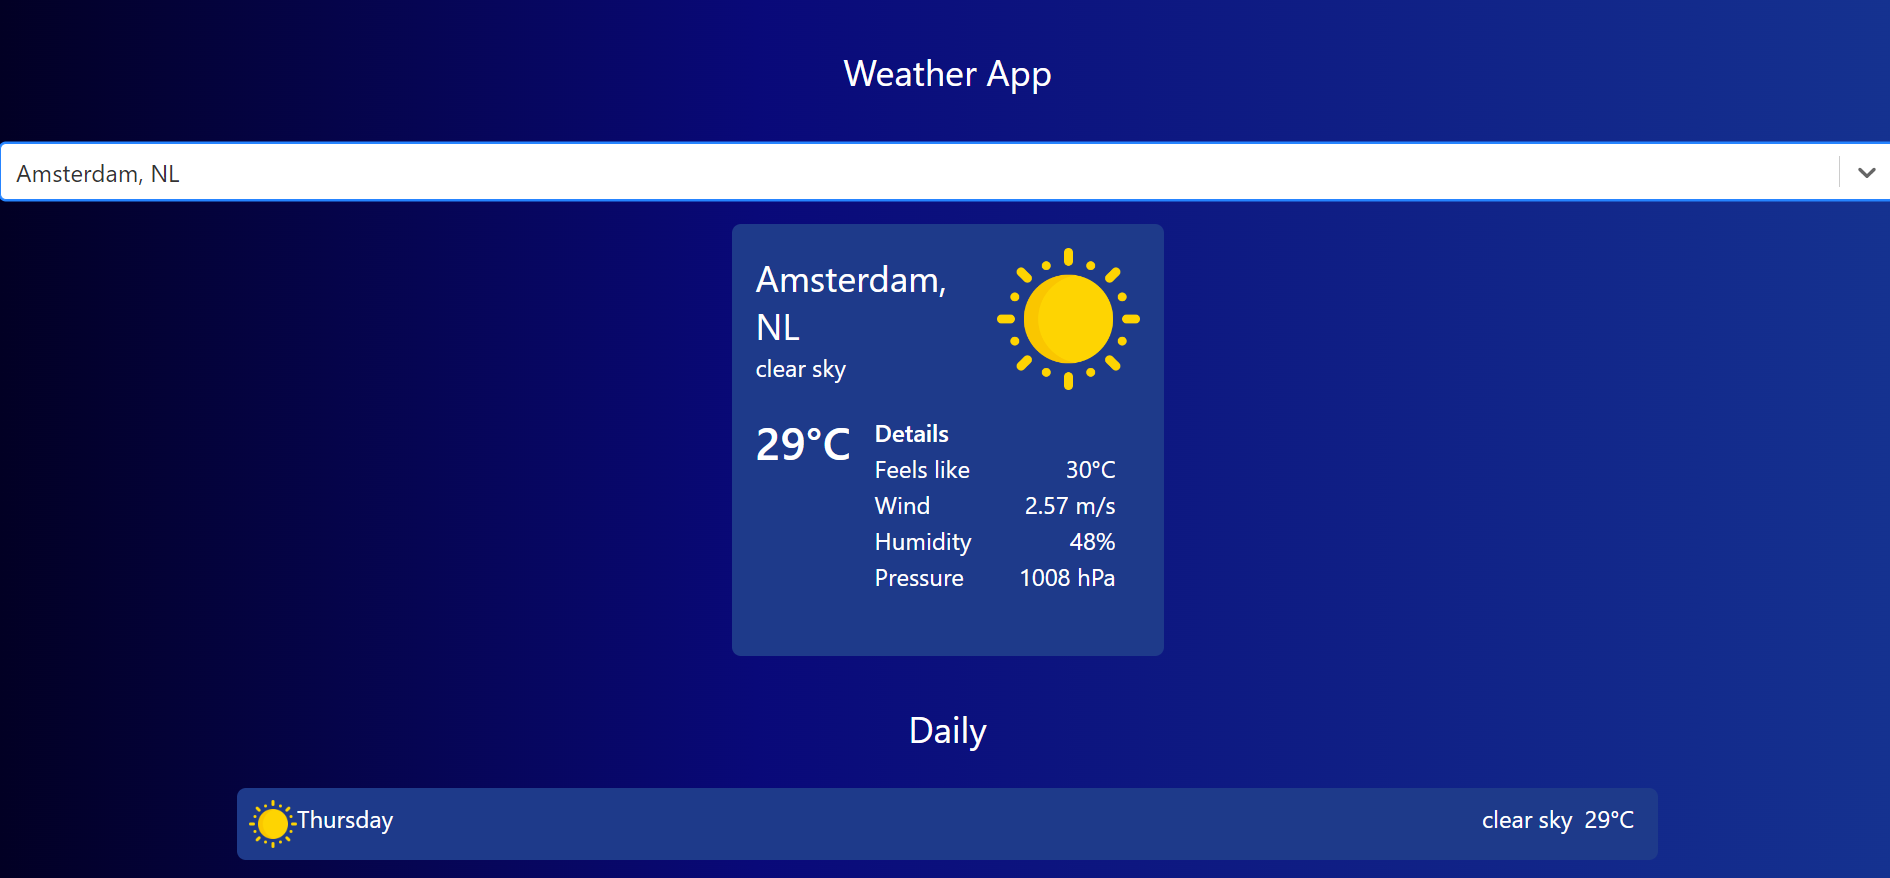 Weather App
Amsterdam, NL
Amsterdam,
NL
clear sky
29°C
Details
Feels like 30°C
Wind 2.57 m/s
Humidity 48%
Pressure 1008 hPa
Daily
Thursday clear sky 29°C